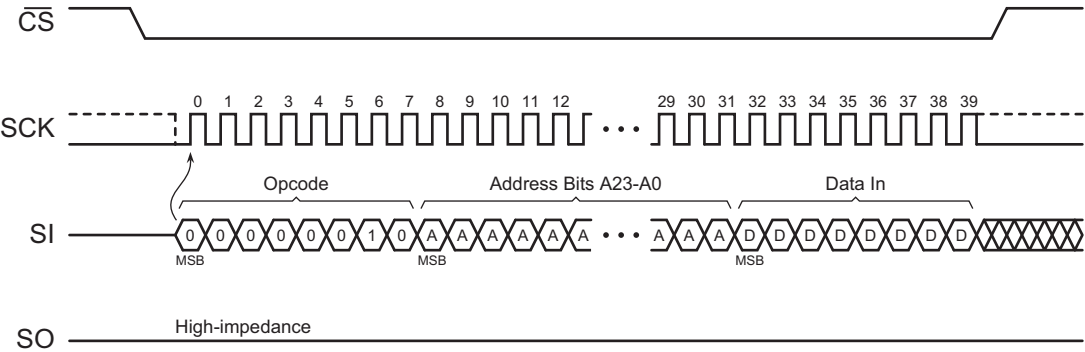 CS
0 1 2 3 4 5 6 7 8 9 10 11 12 29 30 31 32 33 34 35 36 37 38 39
SCK
Opcode Address Bits A23-A0 Data In
SI 0 0 0 0 0 0 1 0 A A A A A A A A A D D D D D D D D
MSB MSB MSB
High-impedance
SO